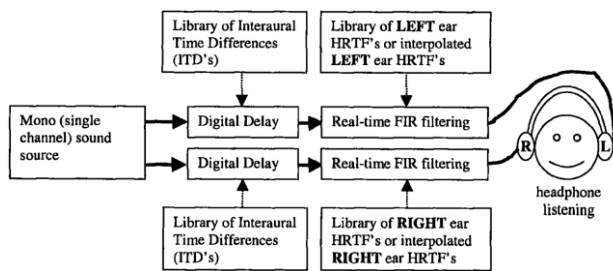 Library of Interaural
Time Differences
(ITD's)
Library of LEFT ear
HRTF's or interpolated
LEFT ear HRTF's
Mono (single
channel) sound
source
Digital Delay
Real-time FIR filtering
Digital Delay
Real-time FIR filtering
R
L
headphone
listening
Library of Interaural
Time Differences
(ITD's)
Library of RIGHT ear
HRTF's or interpolated
RIGHT ear HRTF's